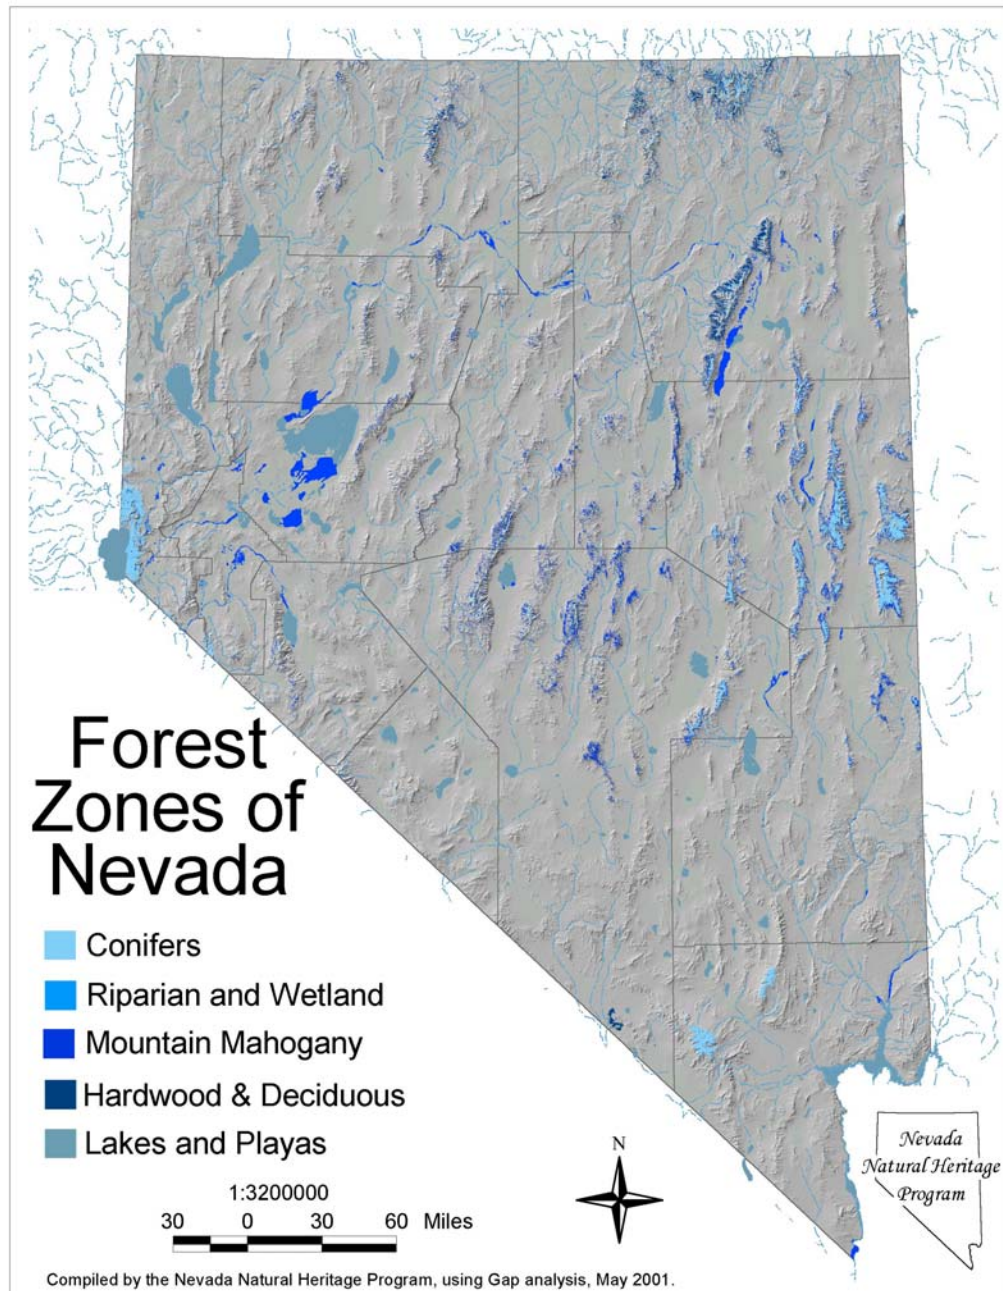 Forest
Zones of
Nevada
Conifers
Riparian and Wetland
Mountain Mahogany
Hardwood & Deciduous
Lakes and Playas
1:3200000
30 0 30 60 Miles
N
Nevada
Natural Heritage
Program
Compiled by the Nevada Natural Heritage Program, using Gap analysis, May 2001.